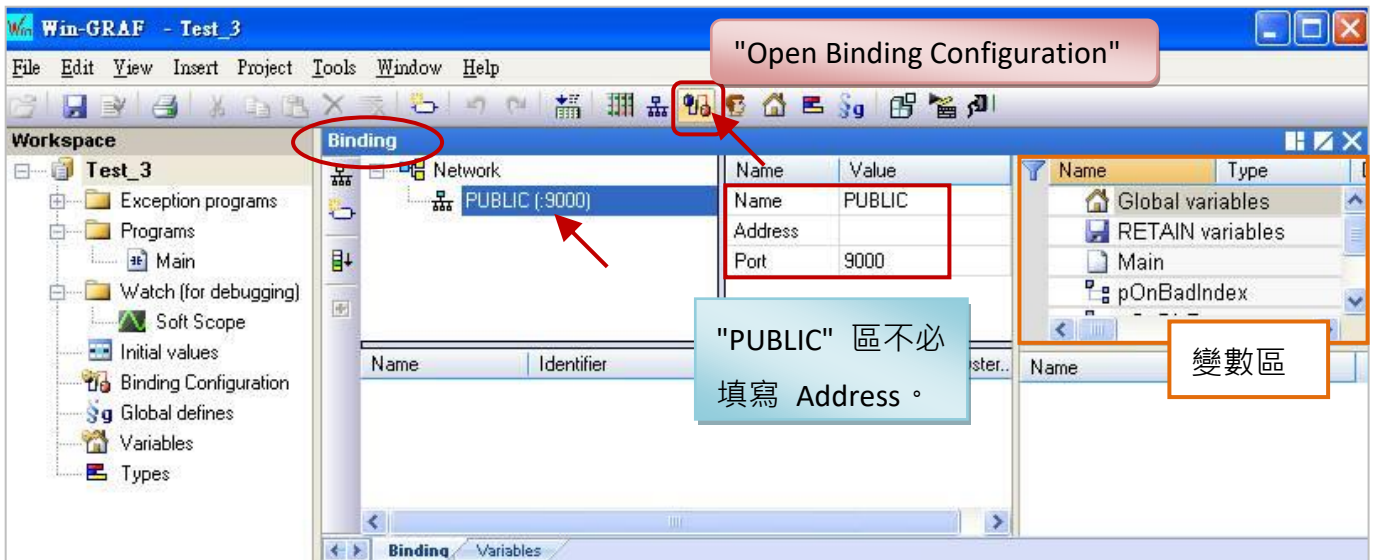 Win-GRAF - Test_3
"Open Binding Configuration"
File Edit View Insert Project Tools Window Help
Workspace
Test_3
Exception programs
Programs
Main
Watch (for debugging)
Soft Scope
Initial values
Binding Configuration
Global defines
Variables
Types
Binding
Network
PUBLIC (:9000)
Name Value
Name PUBLIC
Address
Port 9000
Name Type
Global variables
RETAIN variables
Main
pOnBadIndex
"PUBLIC" 區不必
填寫 Address。
變數區
Name Identifier
Name
Binding Variables